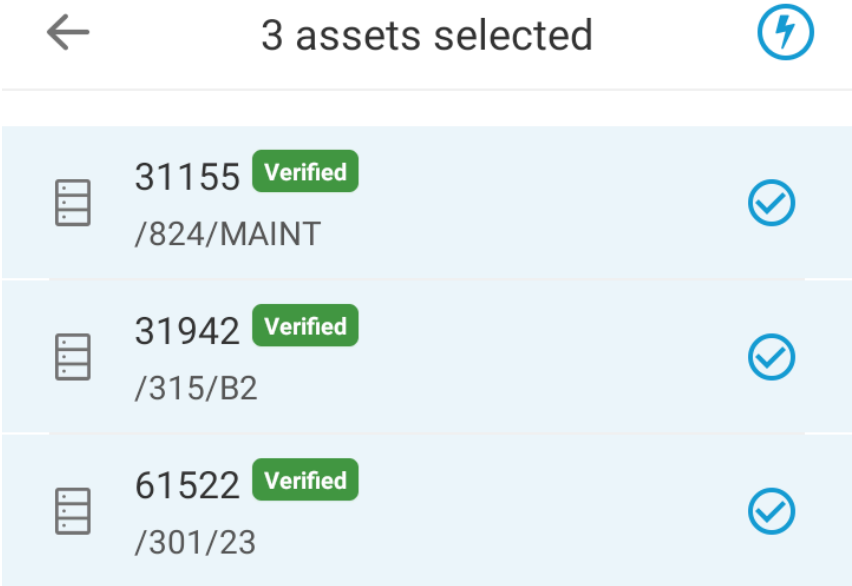 3 assets selected
31155 Verified
/824/MAINT
31942 Verified
/315/B2
61522 Verified
/301/23